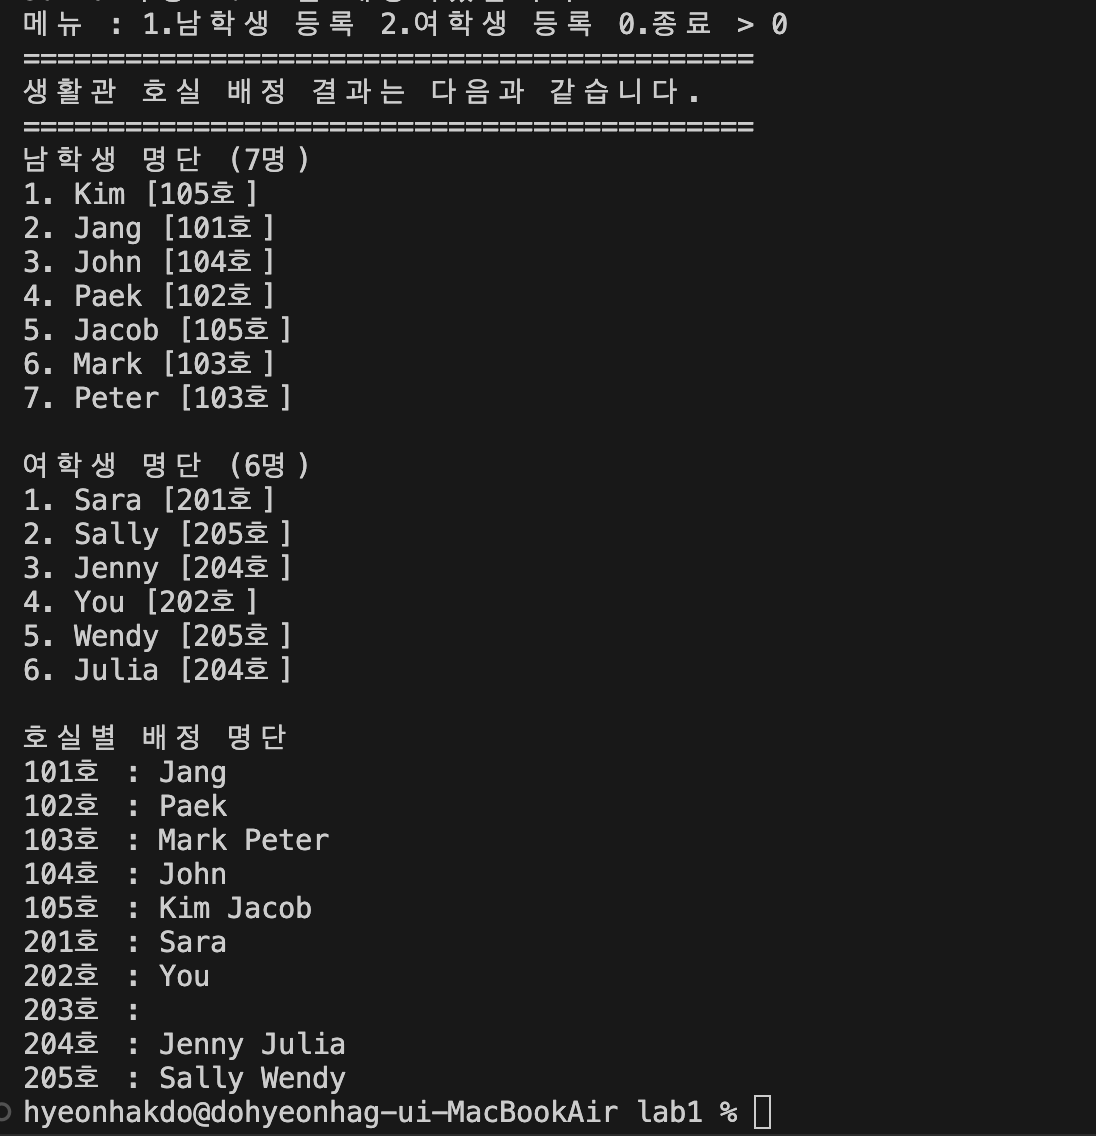 메뉴 : 1.남학생 등록 2.여학생 등록 0.종료 > 0
===========================================
생활관 호실 배정 결과는 다음과 같습니다.
===========================================
남학생 명단 (7명)
1. Kim [105호]
2. Jang [101호]
3. John [104호]
4. Paek [102호]
5. Jacob [105호]
6. Mark [103호]
7. Peter [103호]
여학생 명단 (6명)
1. Sara [201호]
2. Sally [205호]
3. Jenny [204호]
4. You [202호]
5. Wendy [205호]
6. Julia [204호]
호실별 배정 명단
101호 : Jang
102호 : Paek
103호 : Mark Peter
104호 : John
105호 : Kim Jacob
201호 : Sara
202호 : You
203호 :
204호 : Jenny Julia
205호 : Sally Wendy
hyeonhakdo@dohyeonhag-ui-MacBookAir lab1 %